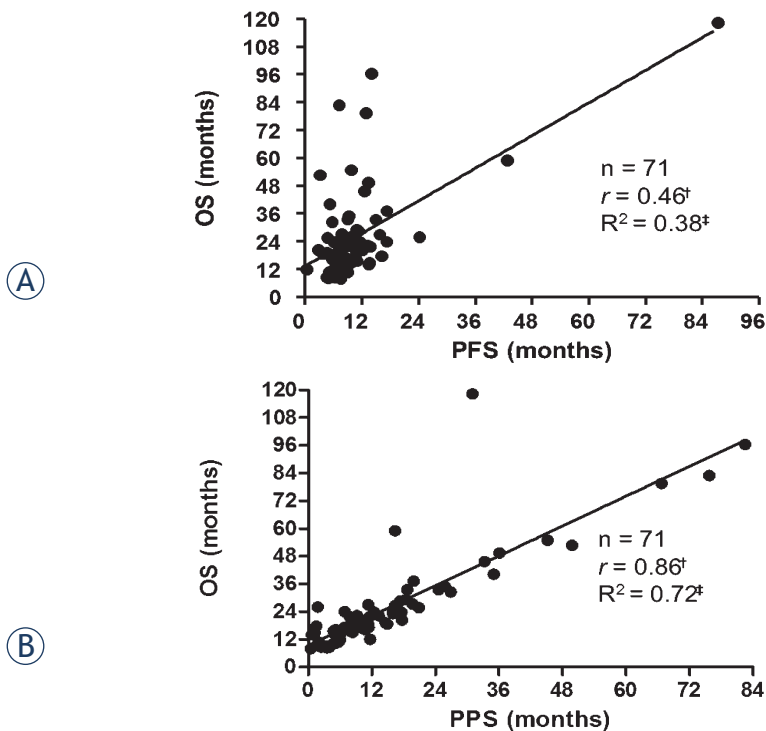 120
108
96
84
72
60
48
36
24
12
0
OS (months)
n = 71
r = 0.46†
R² = 0.38‡
0 12 24 36 48 60 72 84 96
PFS (months)
A
120
108
96
84
72
60
48
36
24
12
0
OS (months)
n = 71
r = 0.86†
R² = 0.72‡
0 12 24 36 48 60 72 84
PPS (months)
B